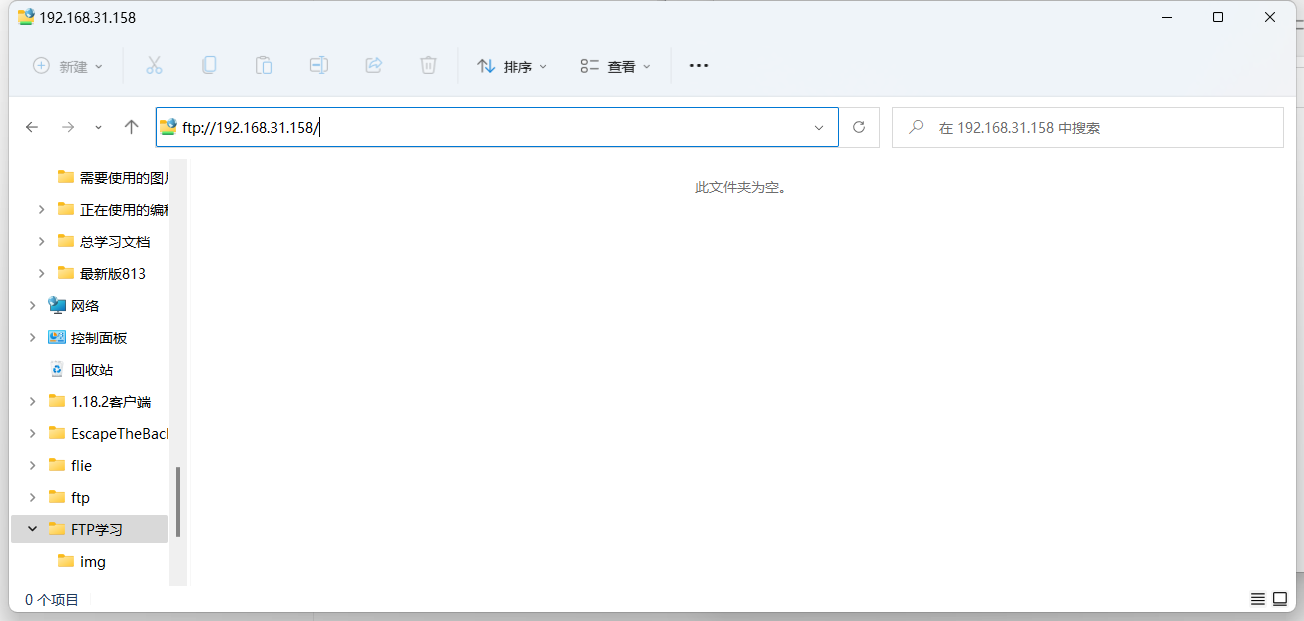 192.168.31.158
新建 排序 查看
ftp://192.168.31.158/
在 192.168.31.158 中搜索
此文件夹为空。
需要使用的图
正在使用的编
总学习文档
最新版813
网络
控制面板
回收站
1.18.2客户端
EscapeTheBac
flie
ftp
FTP学习
img
0 个项目